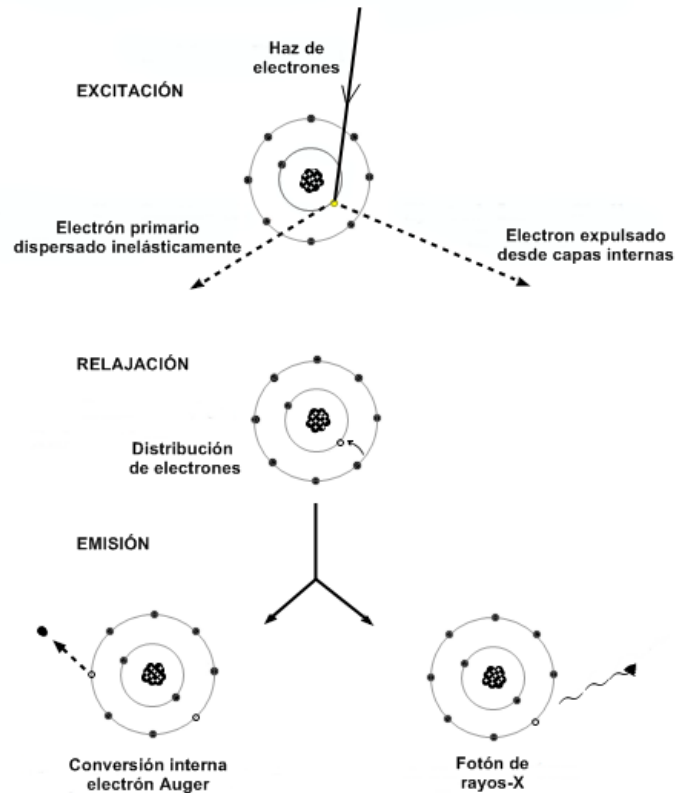 Haz de
electrones
EXCITACIÓN
Electrón primario
dispersado inelásticamente
Electron expulsado
desde capas internas
RELAJACIÓN
Distribución
de electrones
EMISIÓN
Conversión interna
electrón Auger
Fotón de
rayos-X